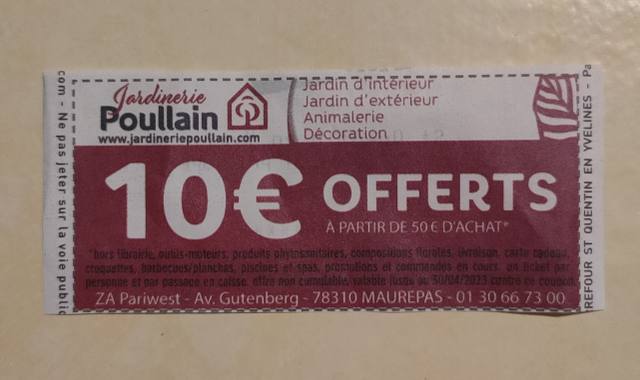 Jardinerie
Poullain
www.jardineriepoullain.com
Jardin d'intérieur
Jardin d'extérieur
Animalerie
Décoration
10€ OFFERTS
À PARTIR DE 50€ D'ACHAT*
*hors librairie, outils-moteurs, produits phytosanitaires, compositions florales, livraison, carte cadeau,
croquettes, barbecues/planchas, piscines et spas, promotions et commandes en cours. un ticket par
personne et par passage en caisse. offre non cumulable, valable jusqu'au 30/04/2023 contre ce coupon
ZA Pariwest - Av. Gutenberg - 78310 MAUREPAS - 01 30 66 73 00
com - Ne pas jeter sur la voie public
REFOUR ST QUENTIN EN YVELINES - Pa